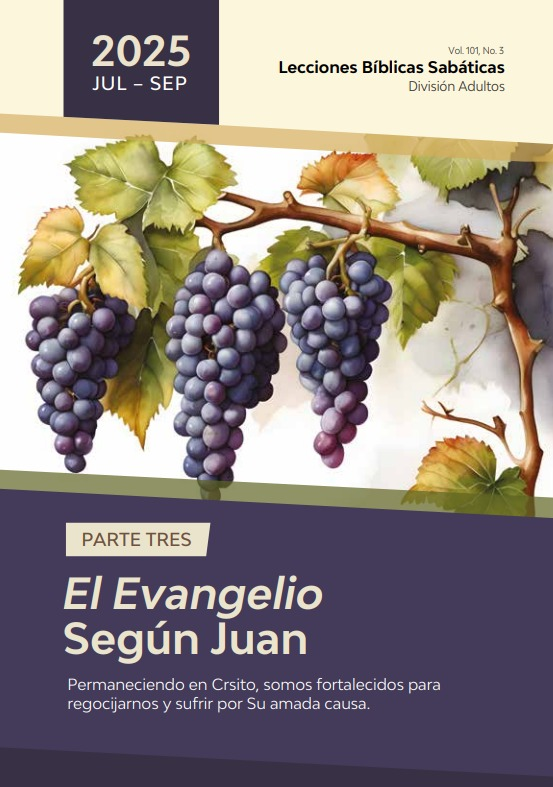 2025
JUL – SEP
Vol. 101, No. 3
Lecciones Bíblicas Sabáticas
División Adultos
PARTE TRES
El Evangelio
Según Juan
Permaneciendo en Crsito, somos fortalecidos para
regocijarnos y sufrir por Su amada causa.